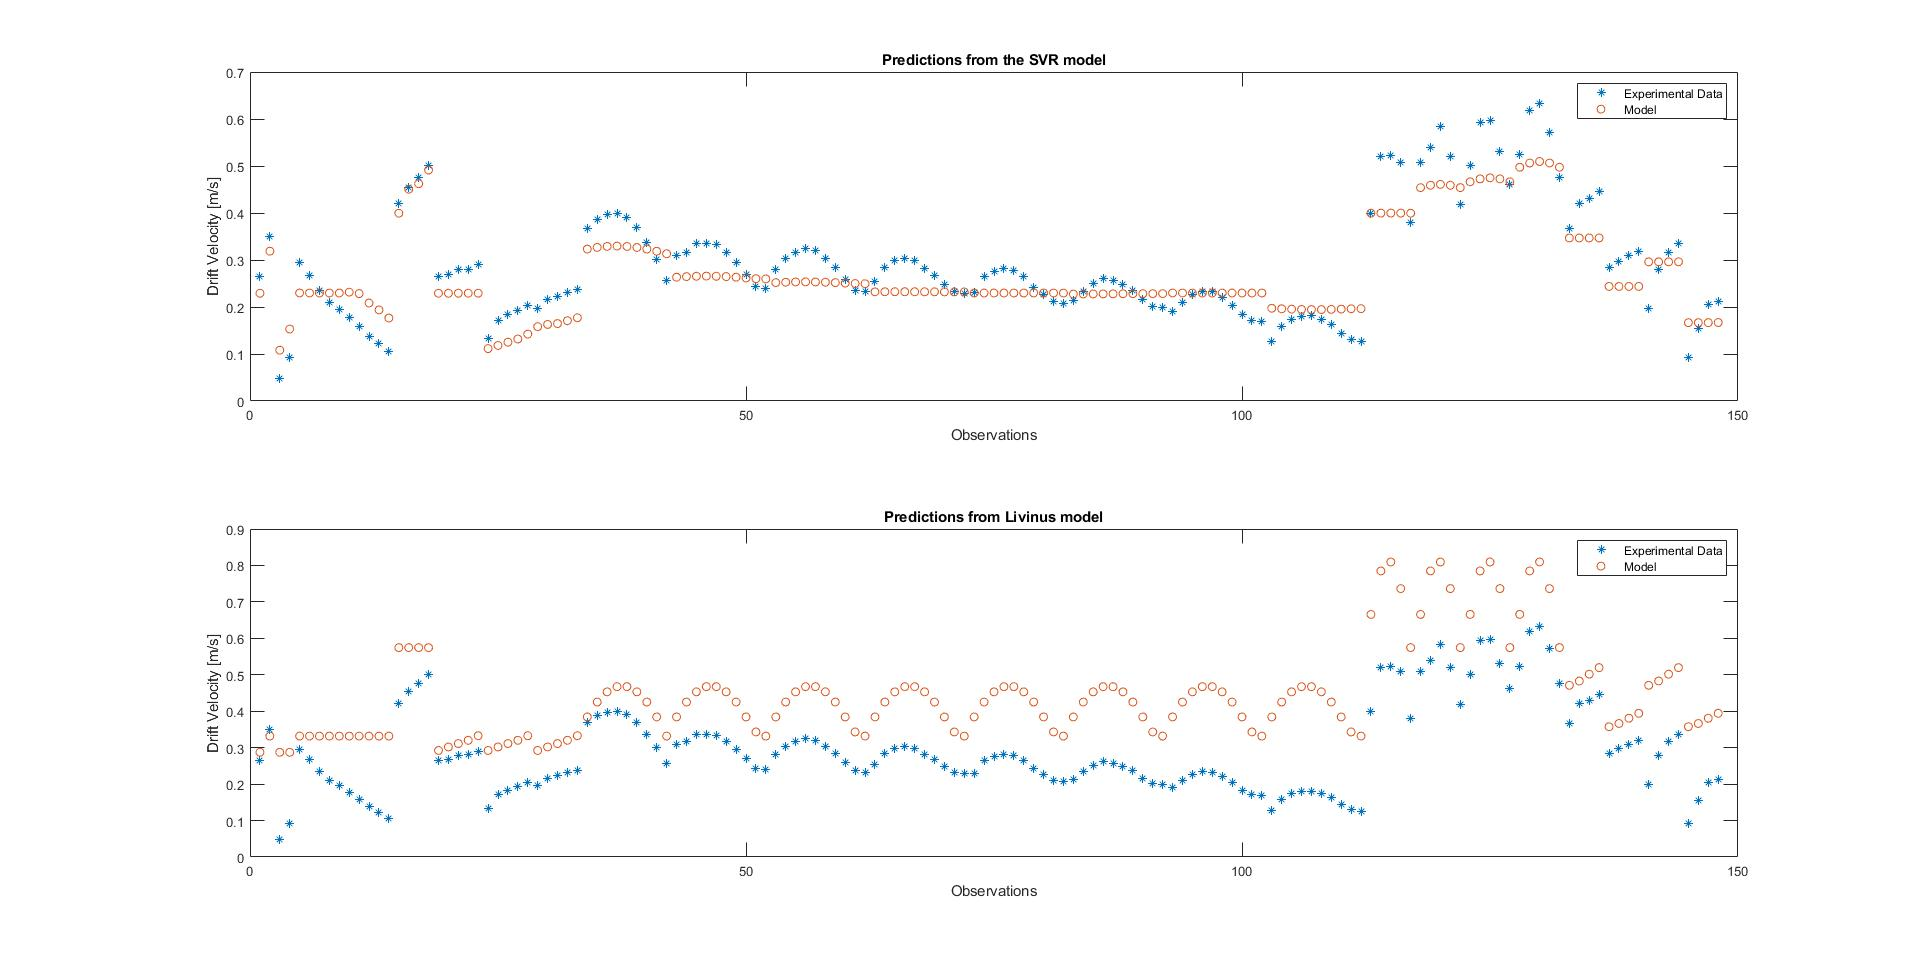 Predictions from the SVR model
0.7
0.6
0.5
0.4
0.3
0.2
0.1
0
Drift Velocity [m/s]
Experimental Data
Model
0 50 100 150
Observations
Predictions from Livinus model
0.9
0.8
0.7
0.6
0.5
0.4
0.3
0.2
0.1
0
Drift Velocity [m/s]
Experimental Data
Model
0 50 100 150
Observations